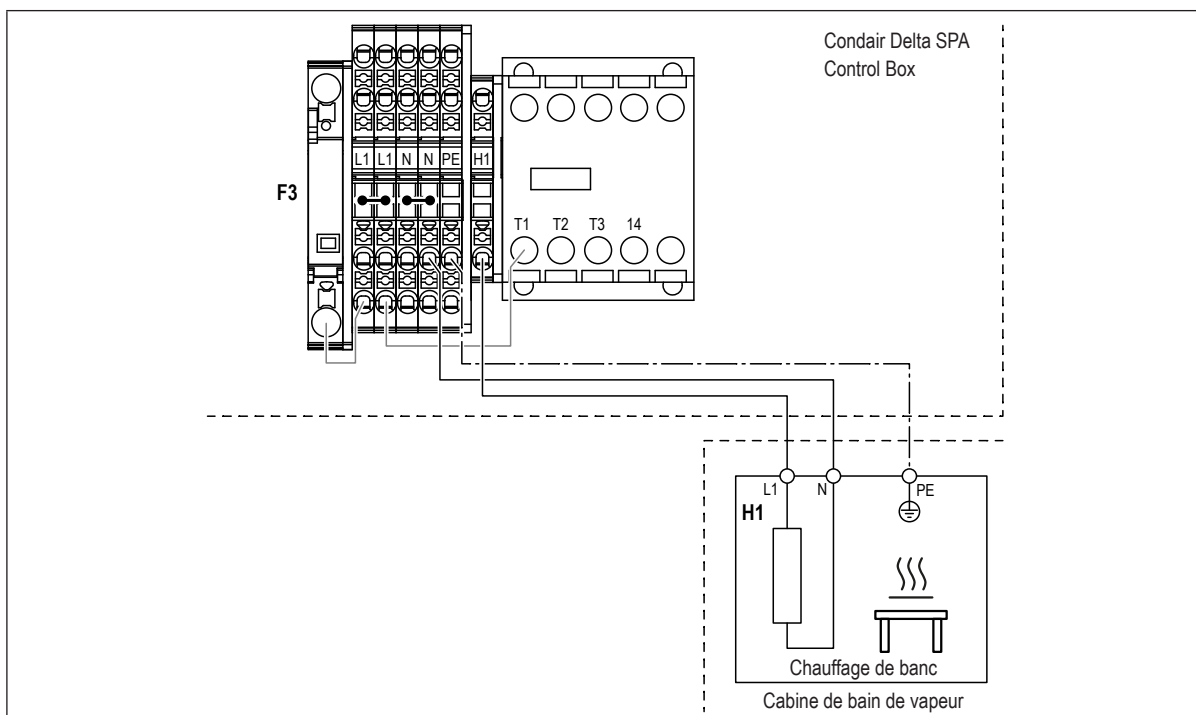 Condair Delta SPA
Control Box
L1 L1 N N PE H1
F3
T1 T2 T3 14
L1 N PE
H1
Chauffage de banc
Cabine de bain de vapeur